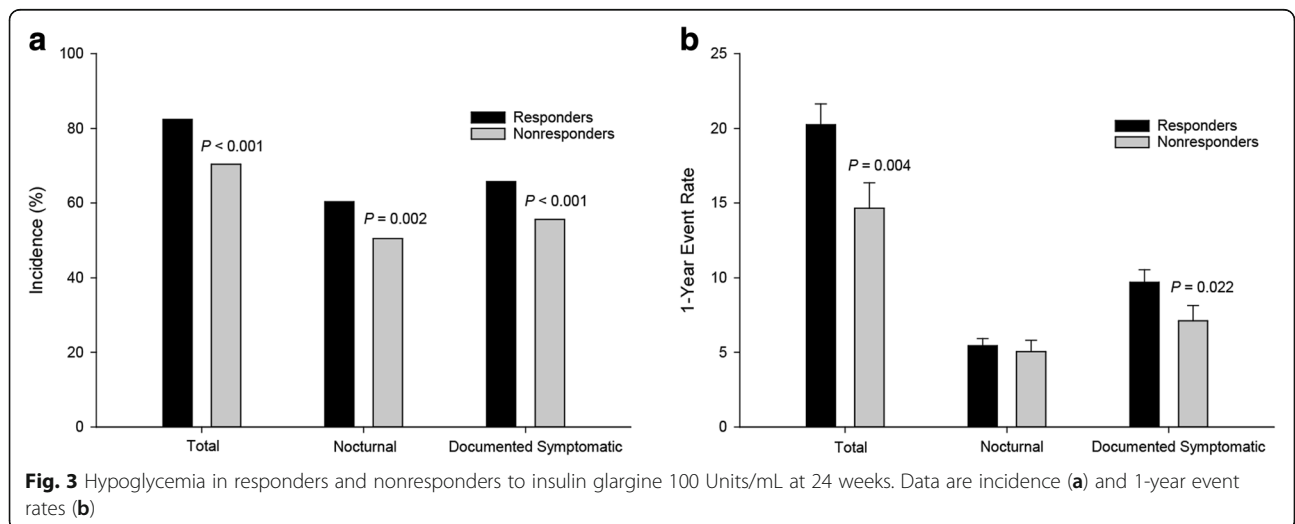 a
100
80
60
40
20
0
Incidence (%)
Responders
Nonresponders
P < 0.001
P = 0.002
P < 0.001
Total
Nocturnal
Documented Symptomatic
b
25
20
15
10
5
0
1-Year Event Rate
Responders
Nonresponders
P = 0.004
P = 0.022
Total
Nocturnal
Documented Symptomatic
Fig. 3 Hypoglycemia in responders and nonresponders to insulin glargine 100 Units/mL at 24 weeks. Data are incidence (a) and 1-year event
rates (b)